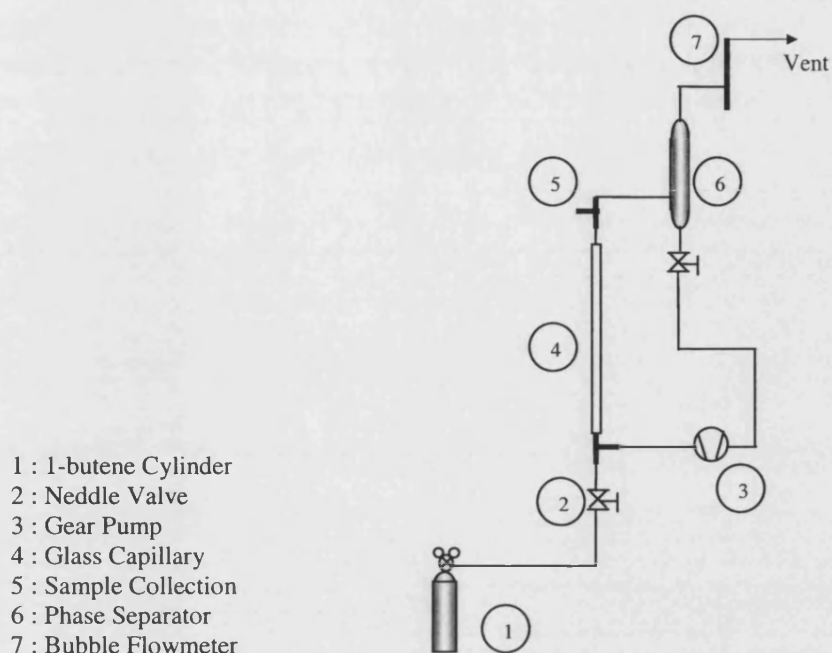 7
Vent
5
6
4
3
2
1
1 : 1-butene Cylinder
2 : Neddle Valve
3 : Gear Pump
4 : Glass Capillary
5 : Sample Collection
6 : Phase Separator
7 : Bubble Flowmeter